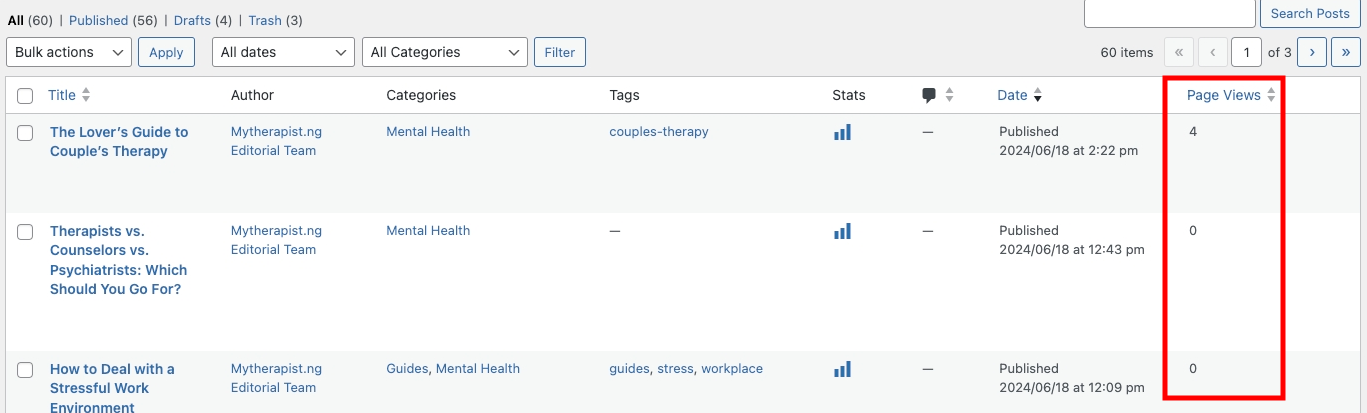 All (60) | Published (56) | Drafts (4) | Trash (3)
Search Posts
Bulk actions Apply All dates All Categories Filter 60 items « ‹ 1 of 3 › »
Title Author Categories Tags Stats Date Page Views
The Lover’s Guide to Mytherapist.ng Mental Health couples-therapy — Published 4
Couple’s Therapy Editorial Team 2024/06/18 at 2:22 pm
Therapists vs. Mytherapist.ng Mental Health — — Published 0
Counselors vs. Editorial Team 2024/06/18 at 12:43 pm
Psychiatrists: Which
Should You Go For?
How to Deal with a Mytherapist.ng Guides, Mental Health guides, stress, workplace — Published 0
Stressful Work Editorial Team 2024/06/18 at 12:09 pm
Environment